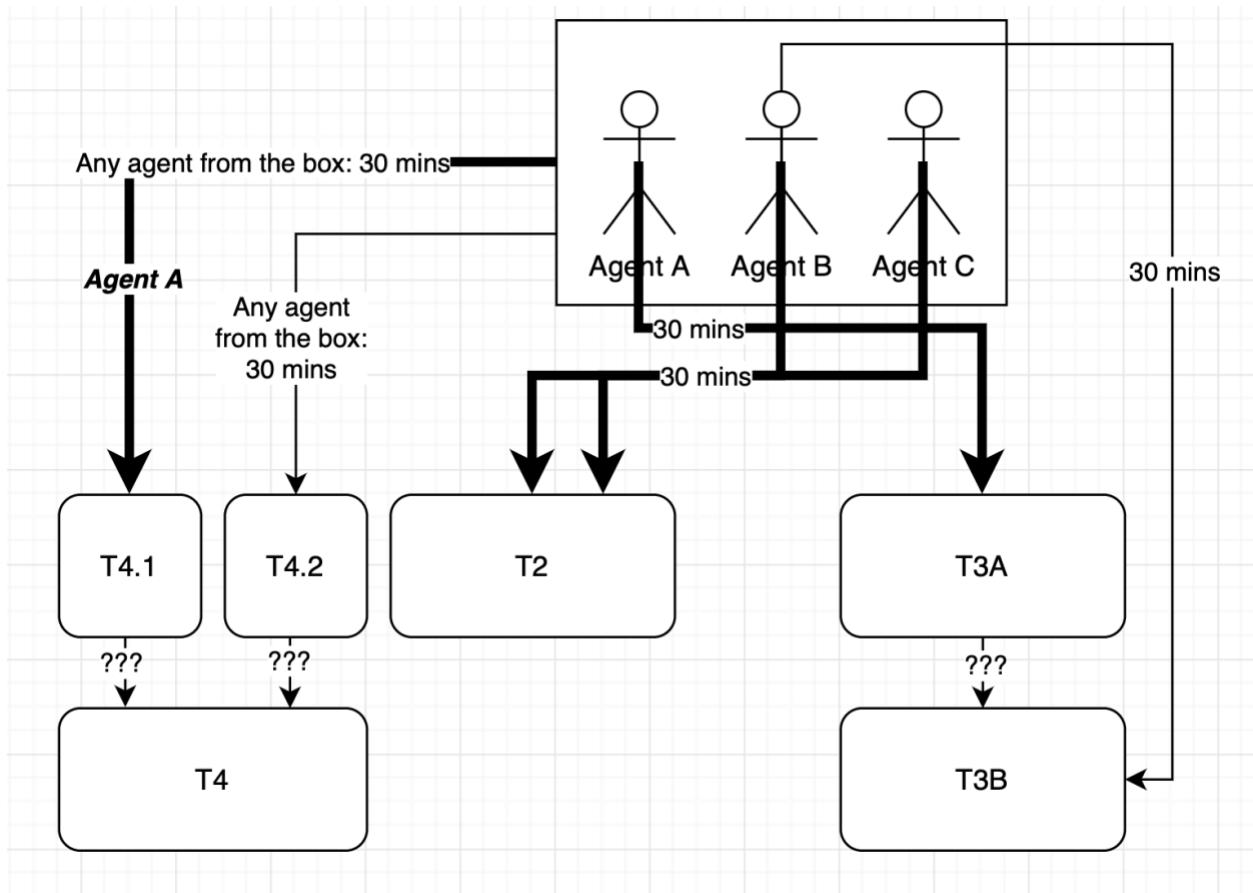 Any agent from the box: 30 mins
Agent A
Agent B
Agent C
Agent A
Any agent
from the box:
30 mins
30 mins
30 mins
30 mins
T4.1
T4.2
T2
T3A
???
???
???
T4
T3B